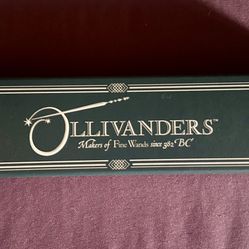 OLLIVANDERS™
Makers of Fine Wands since 382 BC